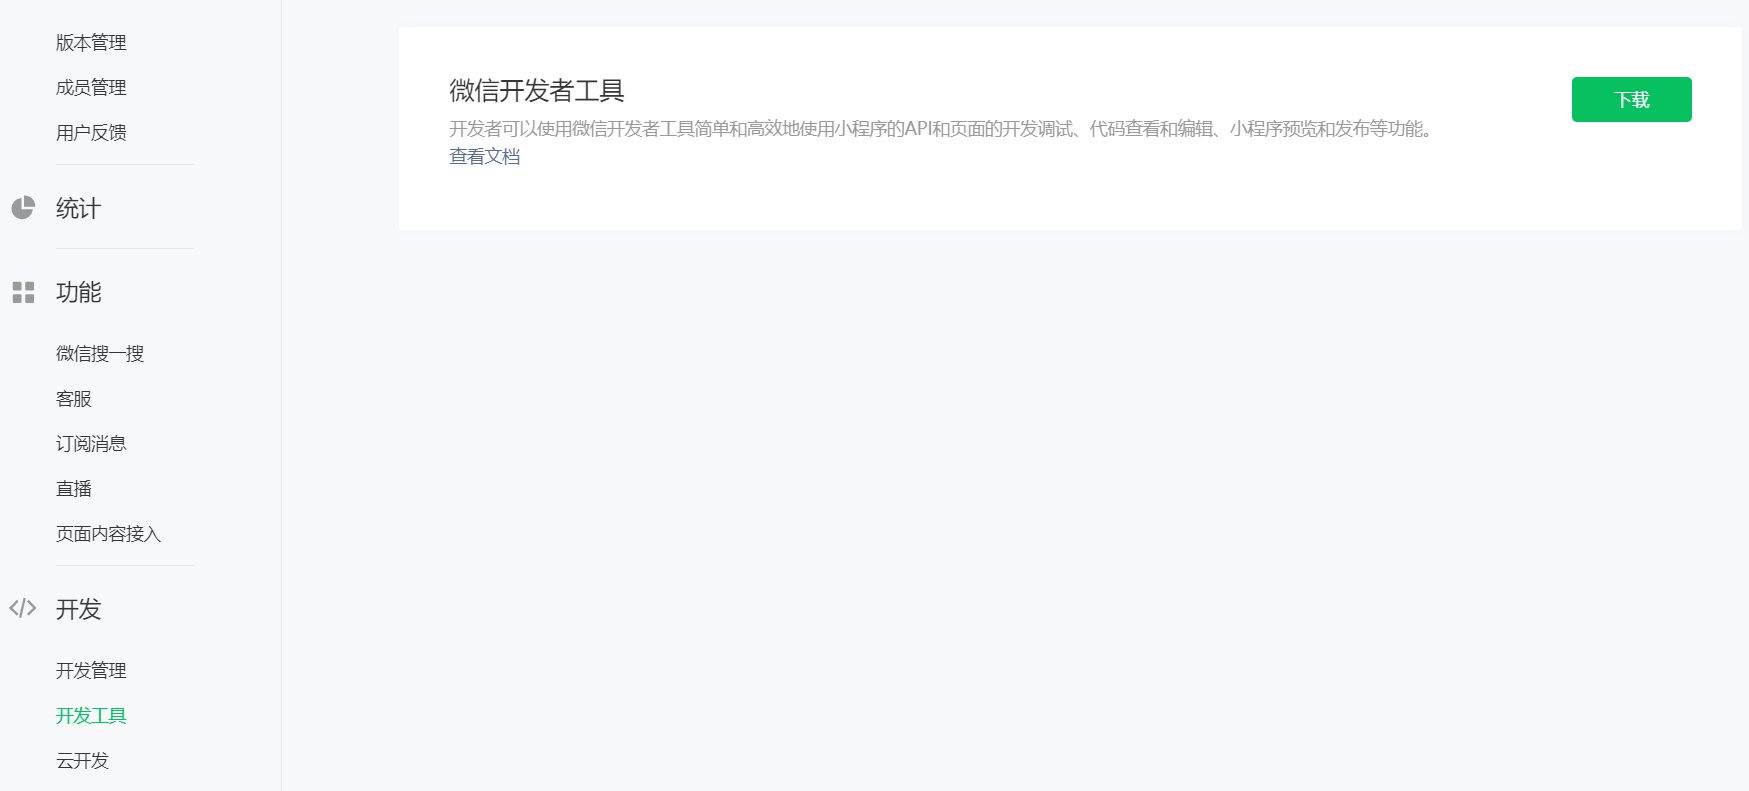 版本管理
成员管理
用户反馈
统计
功能
微信搜一搜
客服
订阅消息
直播
页面内容接入
开发
开发管理
开发工具
云开发
微信开发者工具
下载
开发者可以使用微信开发者工具简单和高效地使用小程序的API和页面的开发调试、代码查看和编辑、小程序预览和发布等功能。
查看文档